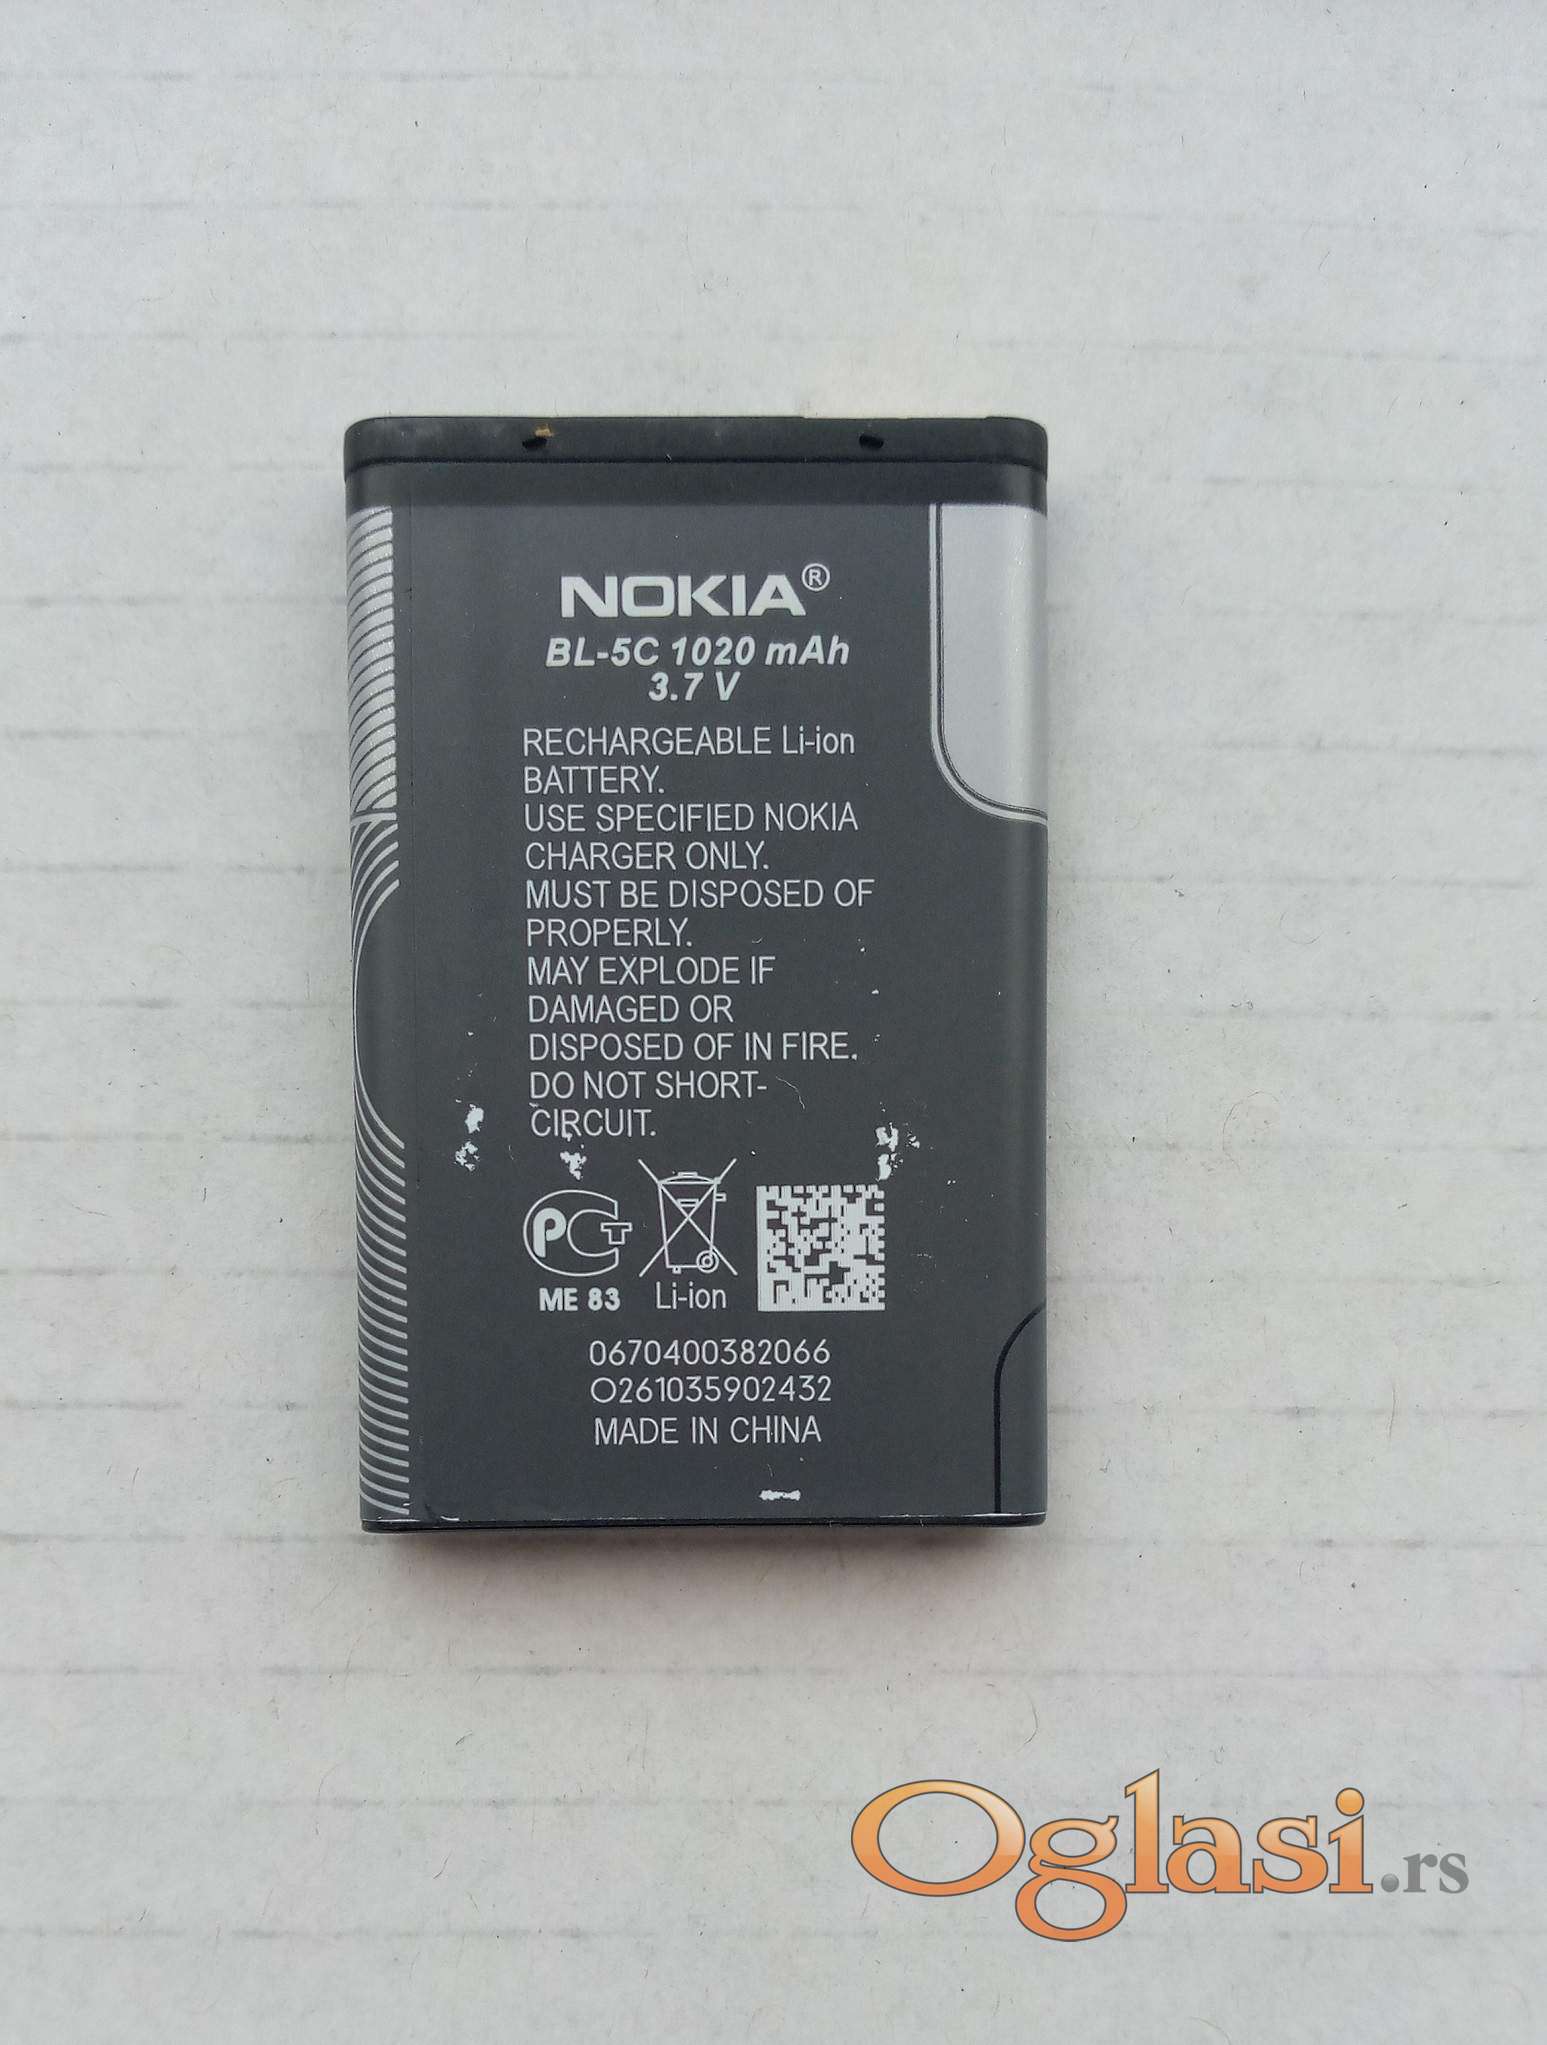 NOKIA®
BL-5C 1020 mAh
3.7 V
RECHARGEABLE Li-ion
BATTERY.
USE SPECIFIED NOKIA
CHARGER ONLY.
MUST BE DISPOSED OF
PROPERLY.
MAY EXPLODE IF
DAMAGED OR
DISPOSED OF IN FIRE.
DO NOT SHORT-
CIRCUIT.
PCT
ME 83 Li-ion
0670400382066
O261035902432
MADE IN CHINA
Oglasi.rs